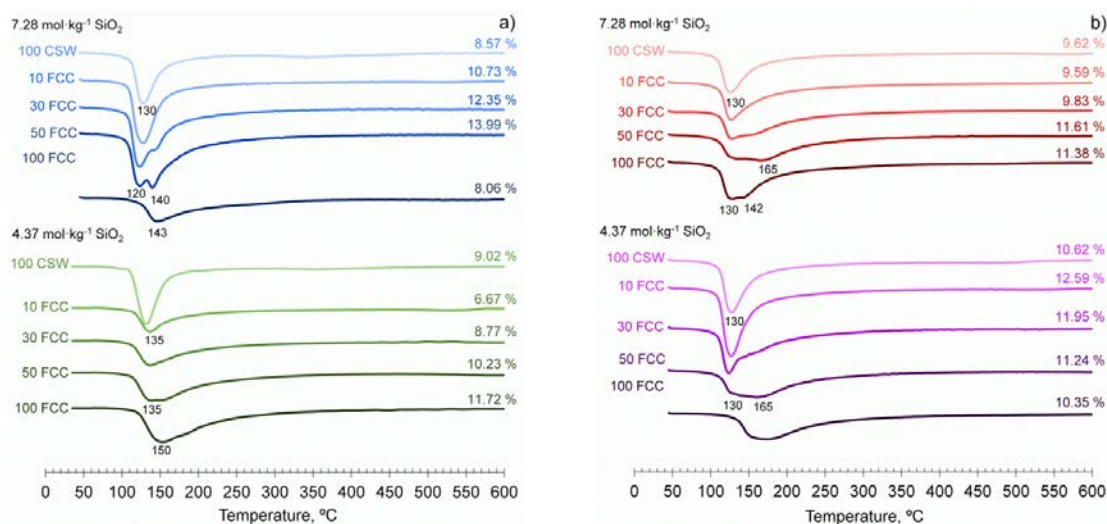 a)
7.28 mol·kg⁻¹ SiO₂
100 CSW
8.57 %
10 FCC
10.73 %
130
30 FCC
12.35 %
50 FCC
13.99 %
100 FCC
120
140
8.06 %
143
4.37 mol·kg⁻¹ SiO₂
100 CSW
9.02 %
10 FCC
6.67 %
135
30 FCC
8.77 %
50 FCC
10.23 %
135
100 FCC
11.72 %
150
0 50 100 150 200 250 300 350 400 450 500 550 600
Temperature, ºC
b)
7.28 mol·kg⁻¹ SiO₂
100 CSW
9.62 %
10 FCC
9.59 %
130
30 FCC
9.83 %
50 FCC
11.61 %
100 FCC
165
11.38 %
130
142
4.37 mol·kg⁻¹ SiO₂
100 CSW
10.62 %
10 FCC
12.59 %
130
30 FCC
11.95 %
50 FCC
11.24 %
100 FCC
130
165
10.35 %
0 50 100 150 200 250 300 350 400 450 500 550 600
Temperature, ºC